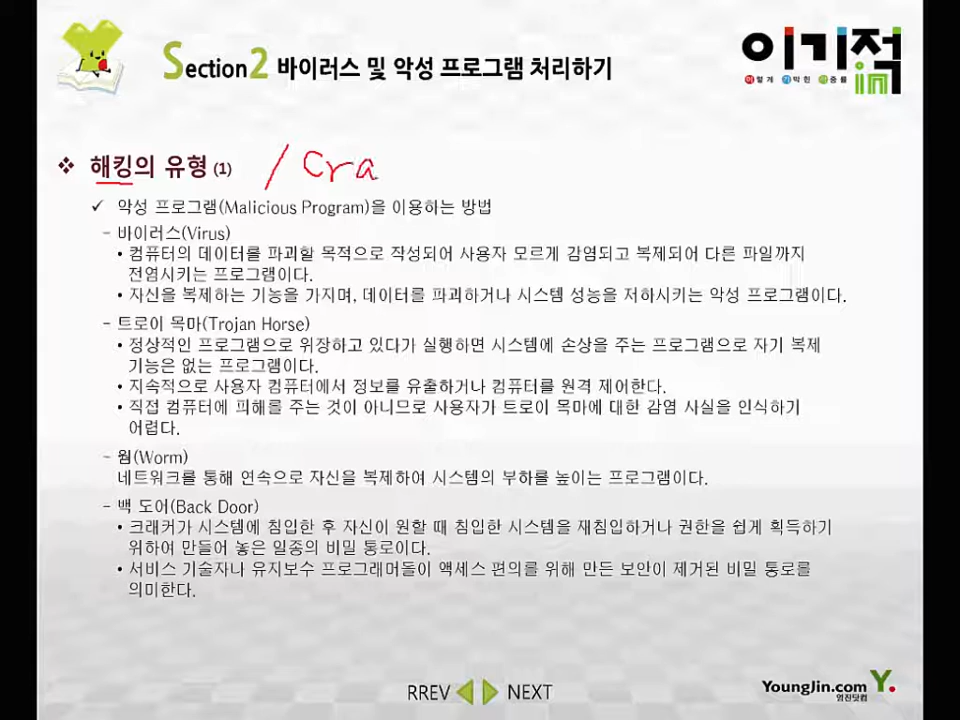 Section2 바이러스 및 악성 프로그램 처리하기
이기적in
이렇게 기막힌 적중률
❖ 해킹의 유형 (1) / Cra
✓ 악성 프로그램(Malicious Program)을 이용하는 방법
- 바이러스(Virus)
• 컴퓨터의 데이터를 파괴할 목적으로 작성되어 사용자 모르게 감염되고 복제되어 다른 파일까지
전염시키는 프로그램이다.
• 자신을 복제하는 기능을 가지며, 데이터를 파괴하거나 시스템 성능을 저하시키는 악성 프로그램이다.
- 트로이 목마(Trojan Horse)
• 정상적인 프로그램으로 위장하고 있다가 실행하면 시스템에 손상을 주는 프로그램으로 자기 복제
기능은 없는 프로그램이다.
• 지속적으로 사용자 컴퓨터에서 정보를 유출하거나 컴퓨터를 원격 제어한다.
• 직접 컴퓨터에 피해를 주는 것이 아니므로 사용자가 트로이 목마에 대한 감염 사실을 인식하기
어렵다.
- 웜(Worm)
네트워크를 통해 연속으로 자신을 복제하여 시스템의 부하를 높이는 프로그램이다.
- 백 도어(Back Door)
• 크래커가 시스템에 침입한 후 자신이 원할 때 침입한 시스템을 재침입하거나 권한을 쉽게 획득하기
위하여 만들어 놓은 일종의 비밀 통로이다.
• 서비스 기술자나 유지보수 프로그래머들이 액세스 편의를 위해 만든 보안이 제거된 비밀 통로를
의미한다.
RREV NEXT
YoungJin.com Y.
영진닷컴